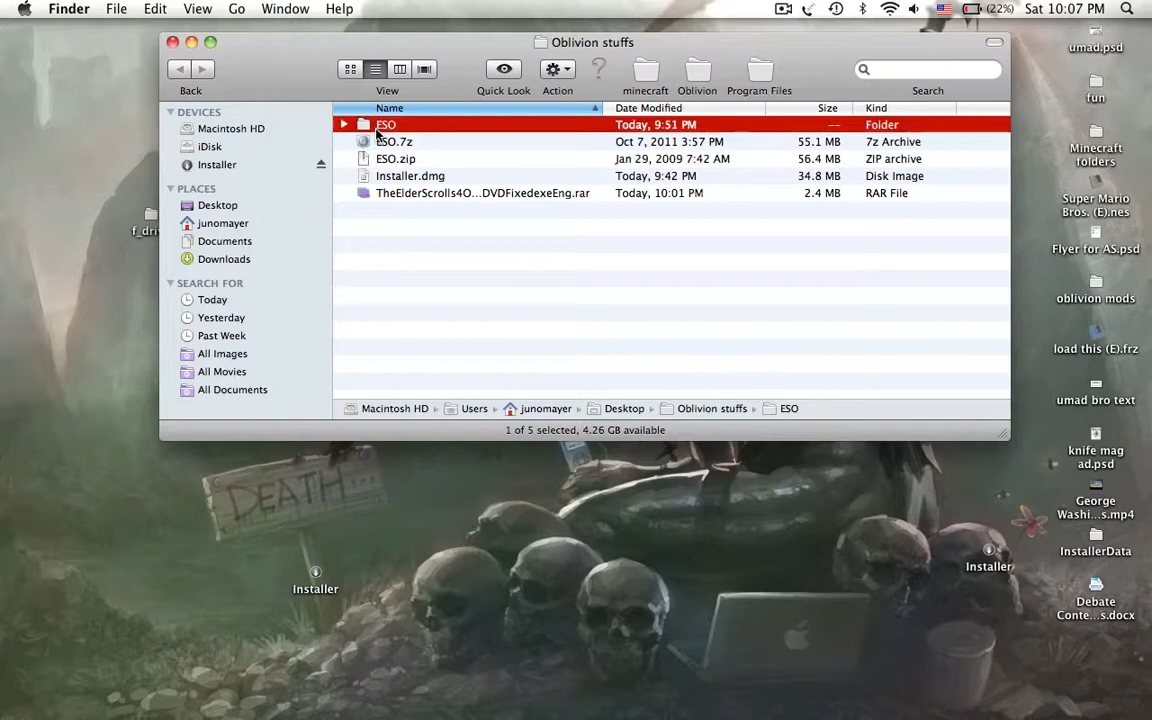 Finder File Edit View Go Window Help (22%) Sat 10:07 PM
Oblivion stuffs
Back View Quick Look Action minecraft Oblivion Program Files Search
Name Date Modified Size Kind
ESO Today, 9:51 PM -- Folder
ESO.7z Oct 7, 2011 3:57 PM 55.1 MB 7z Archive
ESO.zip Jan 29, 2009 7:42 AM 56.4 MB ZIP archive
Installer.dmg Today, 9:42 PM 34.8 MB Disk Image
TheElderScrolls4O...DVDFixedexeEng.rar Today, 10:01 PM 2.4 MB RAR File
DEVICES
Macintosh HD
iDisk
Installer
PLACES
Desktop
junomayer
Documents
Downloads
SEARCH FOR
Today
Yesterday
Past Week
All Images
All Movies
All Documents
Macintosh HD Users junomayer Desktop Oblivion stuffs ESO
1 of 5 selected, 4.26 GB available
f_dri
DEATH
Installer
umad.psd
fun
Minecraft
folders
Super Mario
Bros. (E).nes
Flyer for AS.psd
oblivion mods
load this (E).frz
umad bro text
knife mag
ad.psd
George
Washi...s.mp4
InstallerData
Installer
Debate
Conte...s.docx